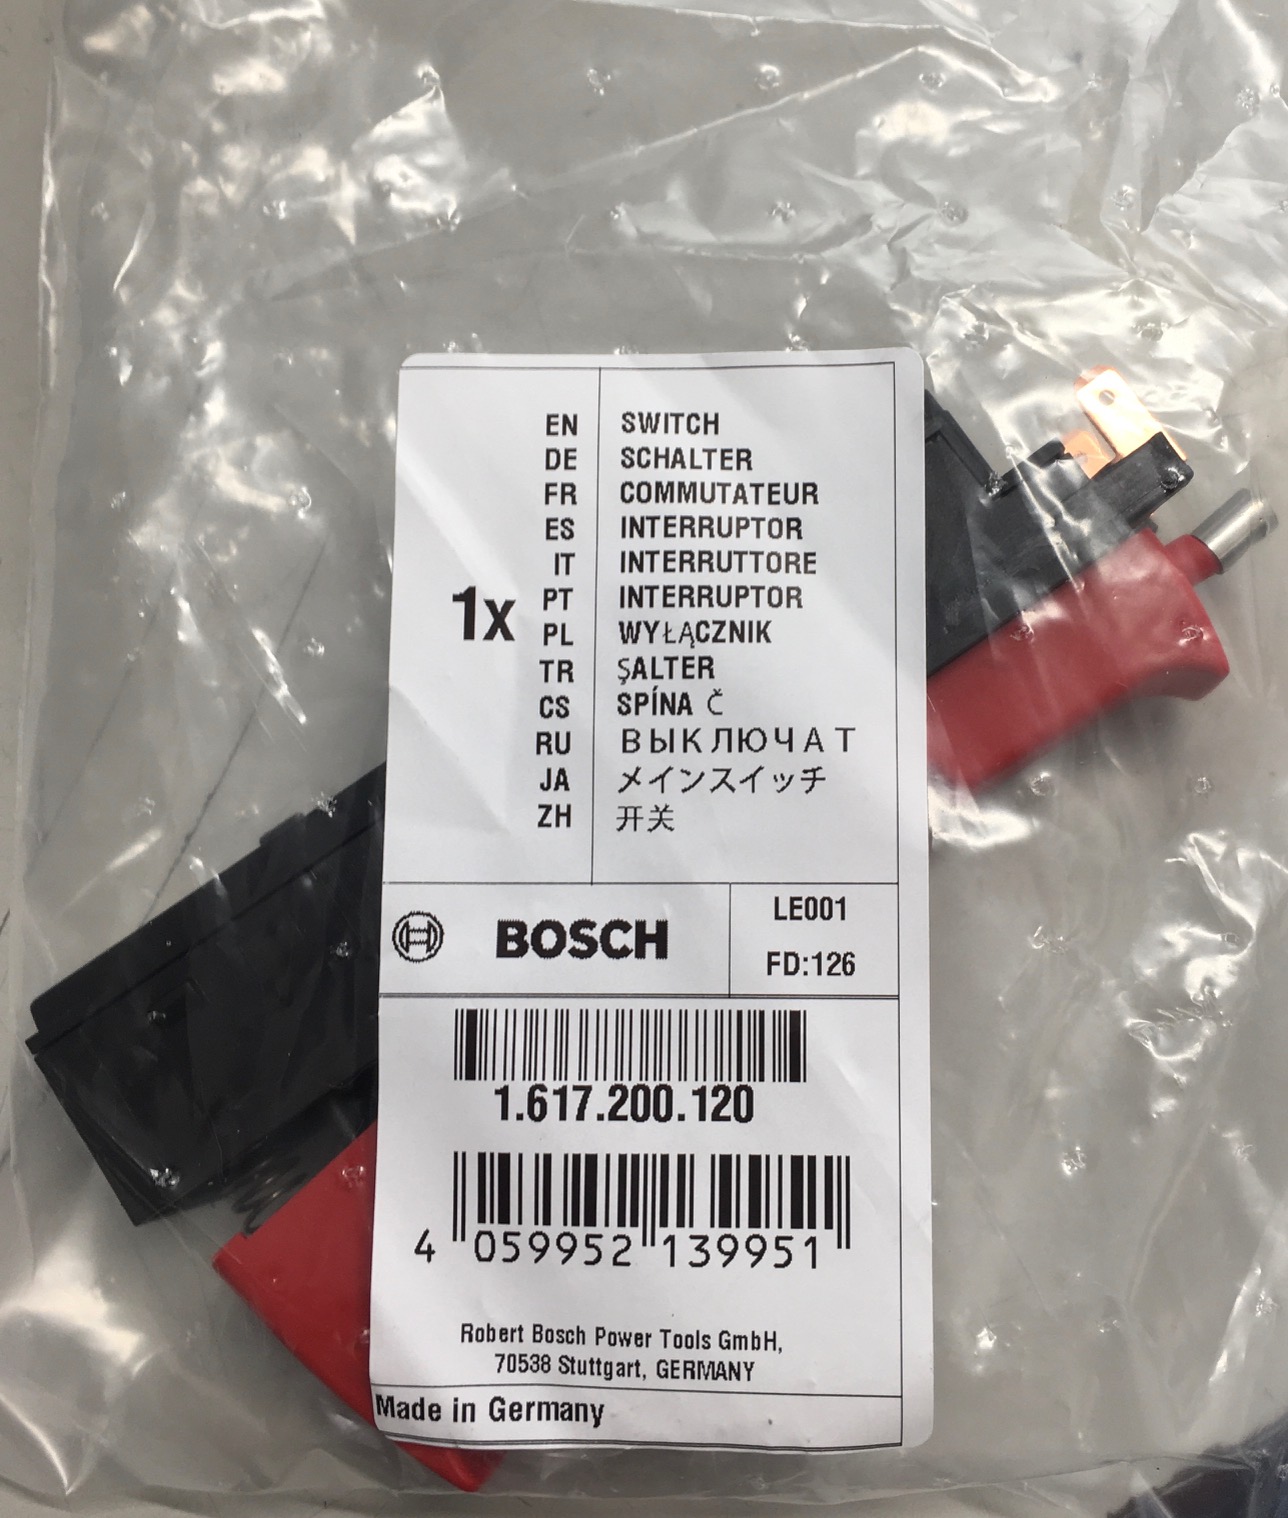 1x
EN SWITCH
DE SCHALTER
FR COMMUTATEUR
ES INTERRUPTOR
IT INTERRUTTORE
PT INTERRUPTOR
PL WYŁĄCZNIK
TR ŞALTER
CS SPÍNA Č
RU ВЫКЛЮЧАТ
JA メインスイッチ
ZH 开关
BOSCH
LE001
FD:126
1.617.200.120
4 059952 139951
Robert Bosch Power Tools GmbH,
70538 Stuttgart, GERMANY
Made in Germany